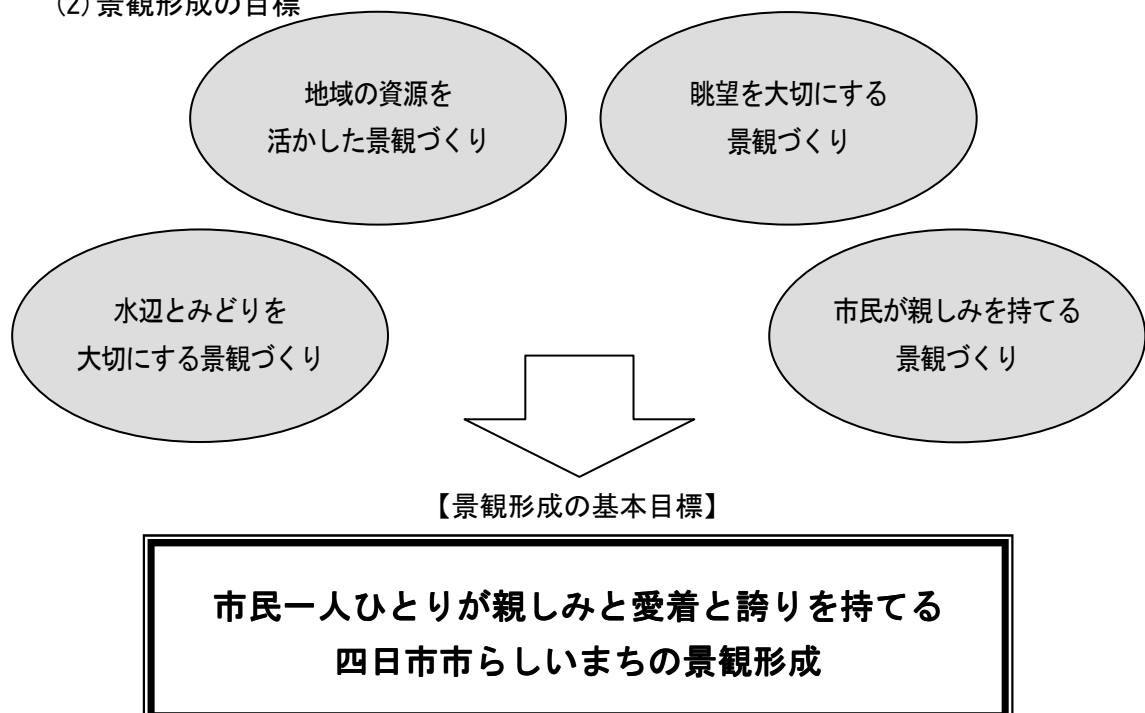 (2)景観形成の目標
地域の資源を
活かした景観づくり
眺望を大切にする
景観づくり
水辺とみどりを
大切にする景観づくり
市民が親しみを持てる
景観づくり
【景観形成の基本目標】
市民一人ひとりが親しみと愛着と誇りを持てる
四日市市らしいまちの景観形成